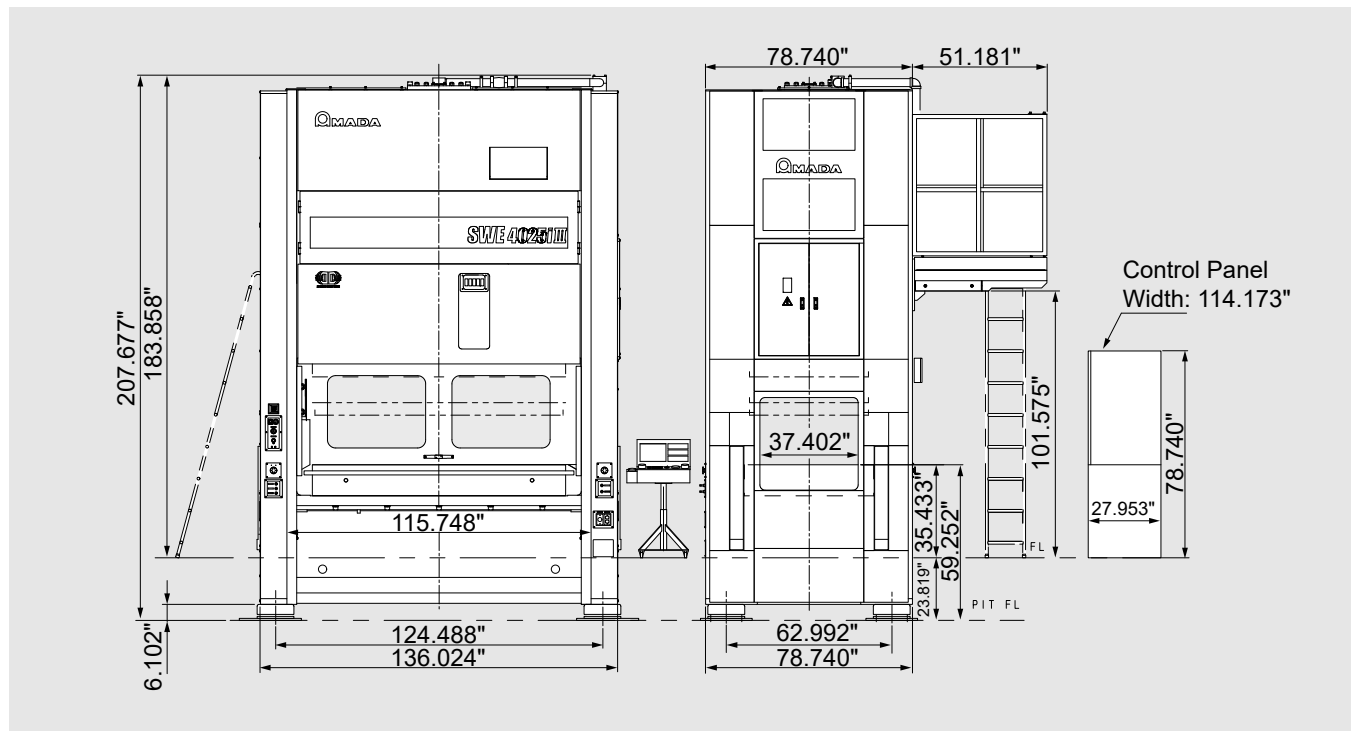 78.740"
51.181"
AMADA
AMADA
SWE 4025i III
Control Panel
Width: 114.173"
207.677"
183.858"
101.575"
78.740"
37.402"
27.953"
35.433"
59.252"
115.748"
FL
23.819"
PIT FL
6.102"
124.488"
62.992"
136.024"
78.740"